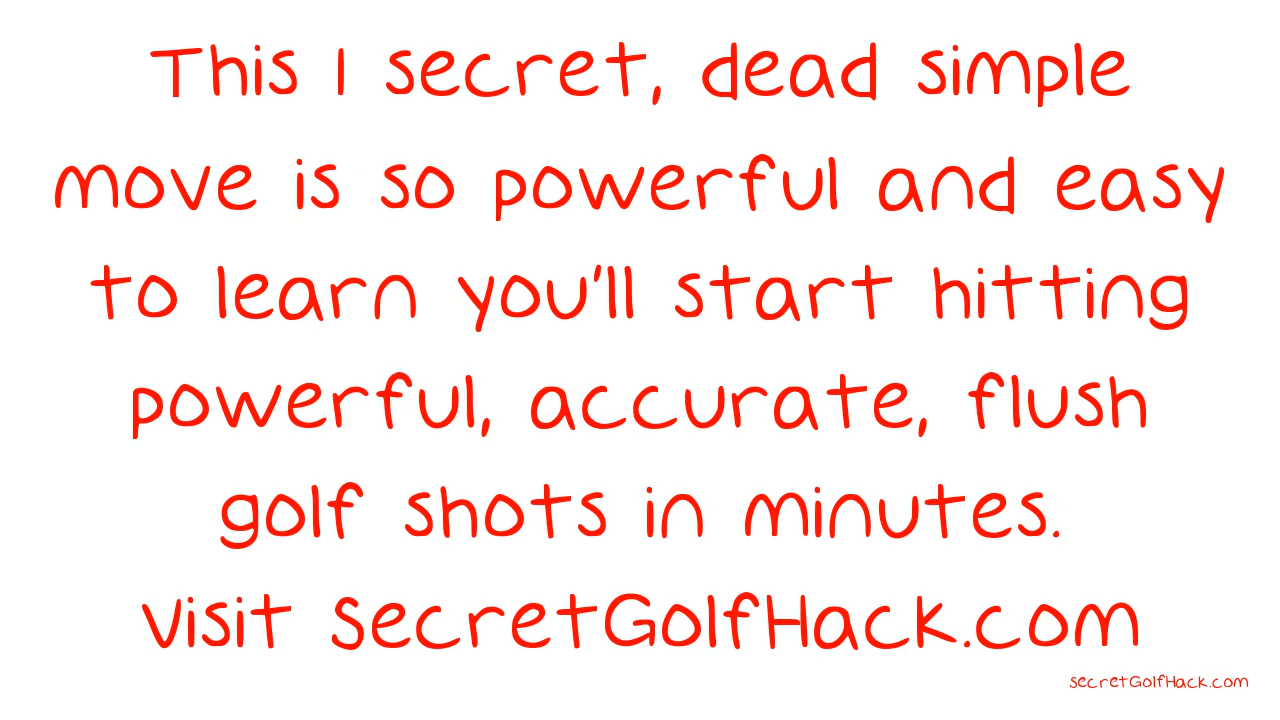 This 1 secret, dead simple
move is so powerful and easy
to learn you'll start hitting
powerful, accurate, flush
golf shots in minutes.
Visit SecretGolfHack.com
secretGolfHack.com